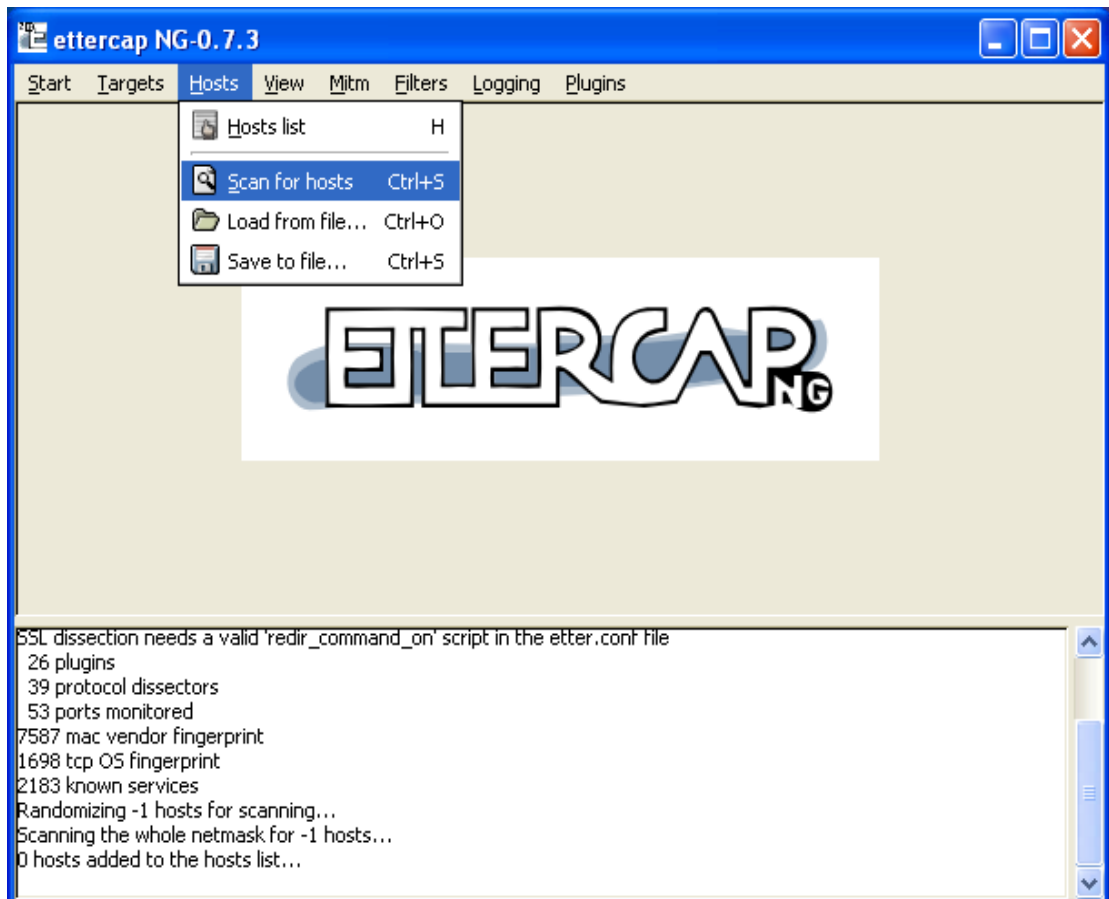 ettercap NG-0.7.3
Start Targets Hosts View Mitm Filters Logging Plugins
Hosts list H
Scan for hosts Ctrl+S
Load from file... Ctrl+O
Save to file... Ctrl+S
ETTERCAP NG
SSL dissection needs a valid 'redir_command_on' script in the etter.conf file
26 plugins
39 protocol dissectors
53 ports monitored
7587 mac vendor fingerprint
1698 tcp OS fingerprint
2183 known services
Randomizing -1 hosts for scanning...
Scanning the whole netmask for -1 hosts...
0 hosts added to the hosts list...